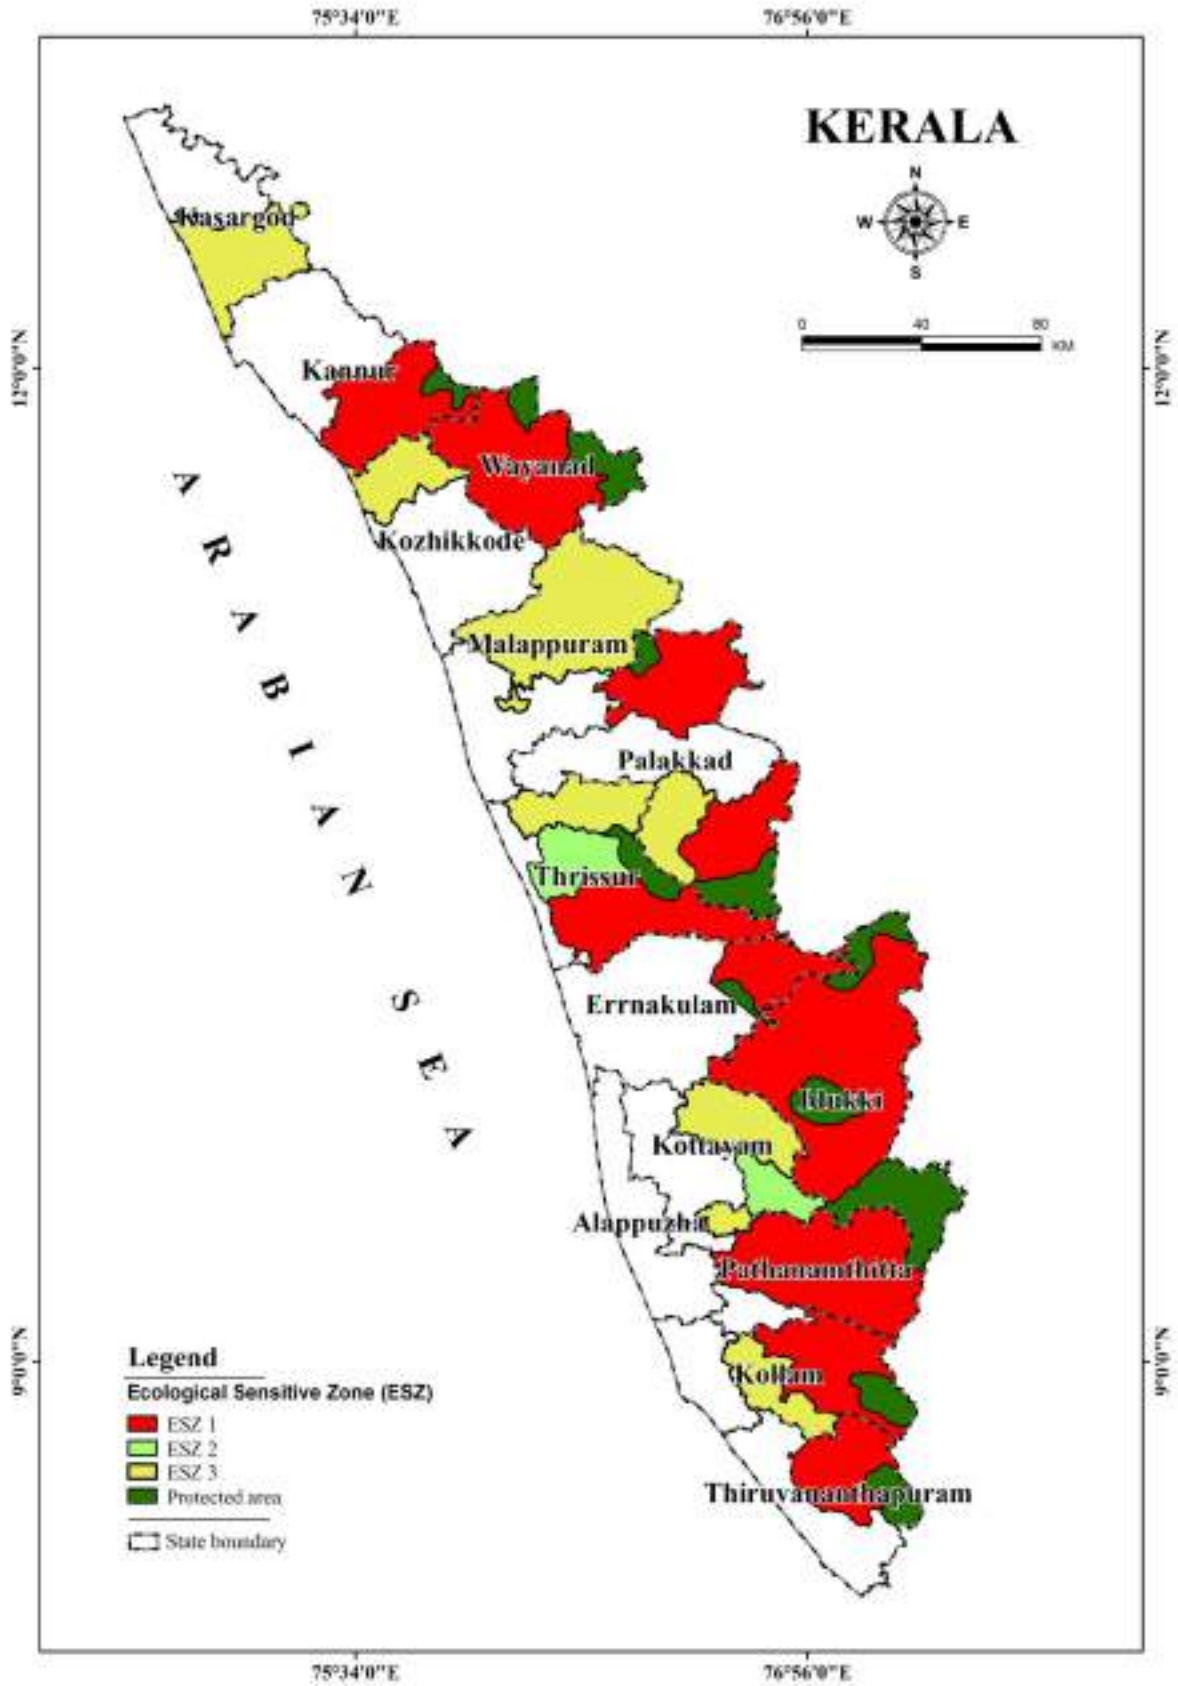 75°34'0"E 76°56'0"E
KERALA
N
W E
S
0 40 80
KM
12°0'0"N 12°0'0"N
Kasargod
Kannur
Wayanad
Kozhikkode
Malappuram
Palakkad
Thrissur
Errnakulam
Idukki
Kottayam
Alappuzha
Pathanamthitta
Kollam
Thiruvananthapuram
ARABIAN SEA
9°0'0"N 9°0'0"N
Legend
Ecological Sensitive Zone (ESZ)
ESZ 1
ESZ 2
ESZ 3
Protected area
State boundary
75°34'0"E 76°56'0"E